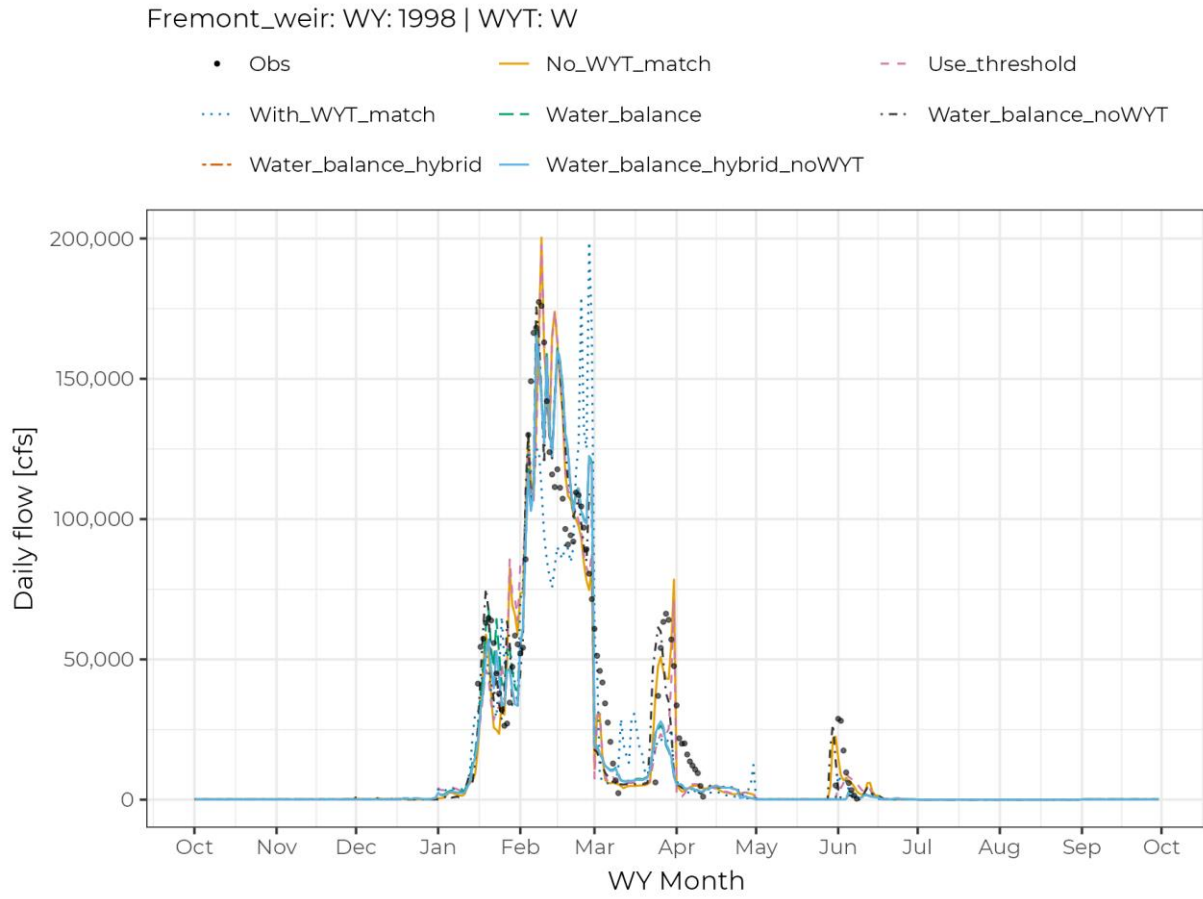 Fremont_weir: WY: 1998 | WYT: W
Obs No_WYT_match Use_threshold
With_WYT_match Water_balance Water_balance_noWYT
Water_balance_hybrid Water_balance_hybrid_noWYT
200,000
150,000
100,000
50,000
0
Daily flow [cfs]
Oct Nov Dec Jan Feb Mar Apr May Jun Jul Aug Sep Oct
WY Month